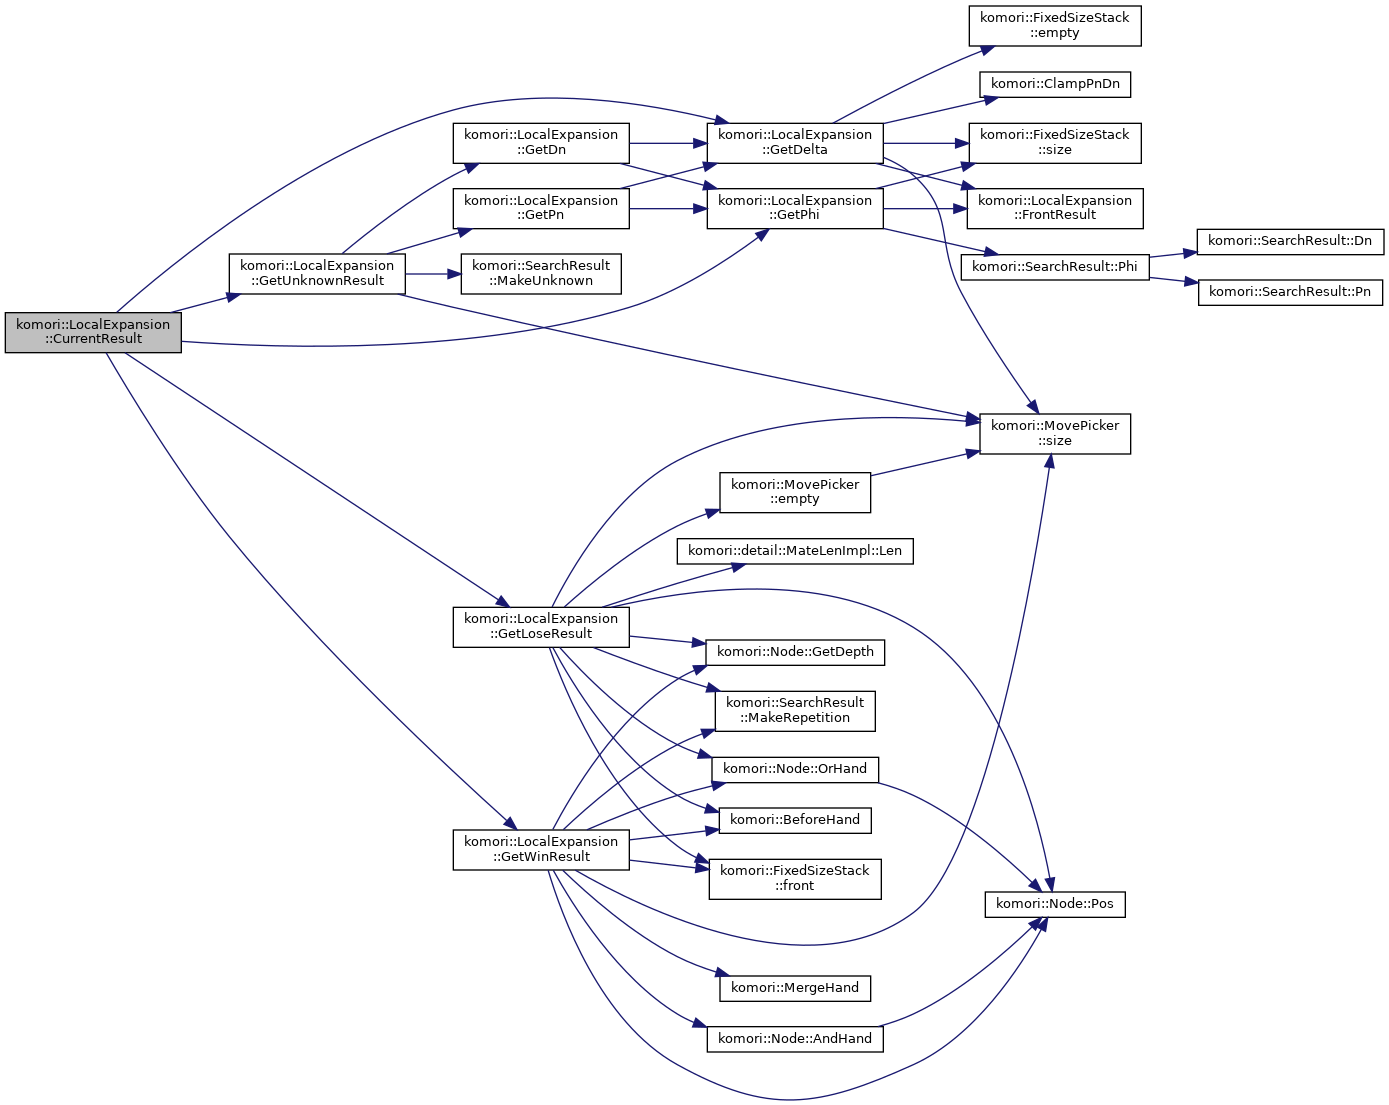 komori::FixedSizeStack
::empty
komori::ClampPnDn
komori::LocalExpansion
::GetDn
komori::LocalExpansion
::GetDelta
komori::FixedSizeStack
::size
komori::LocalExpansion
::GetPn
komori::LocalExpansion
::GetPhi
komori::LocalExpansion
::FrontResult
komori::SearchResult::Dn
komori::LocalExpansion
::GetUnknownResult
komori::SearchResult
::MakeUnknown
komori::SearchResult::Phi
komori::SearchResult::Pn
komori::LocalExpansion
::CurrentResult
komori::MovePicker
::size
komori::MovePicker
::empty
komori::detail::MateLenImpl::Len
komori::LocalExpansion
::GetLoseResult
komori::Node::GetDepth
komori::SearchResult
::MakeRepetition
komori::Node::OrHand
komori::BeforeHand
komori::LocalExpansion
::GetWinResult
komori::FixedSizeStack
::front
komori::Node::Pos
komori::MergeHand
komori::Node::AndHand